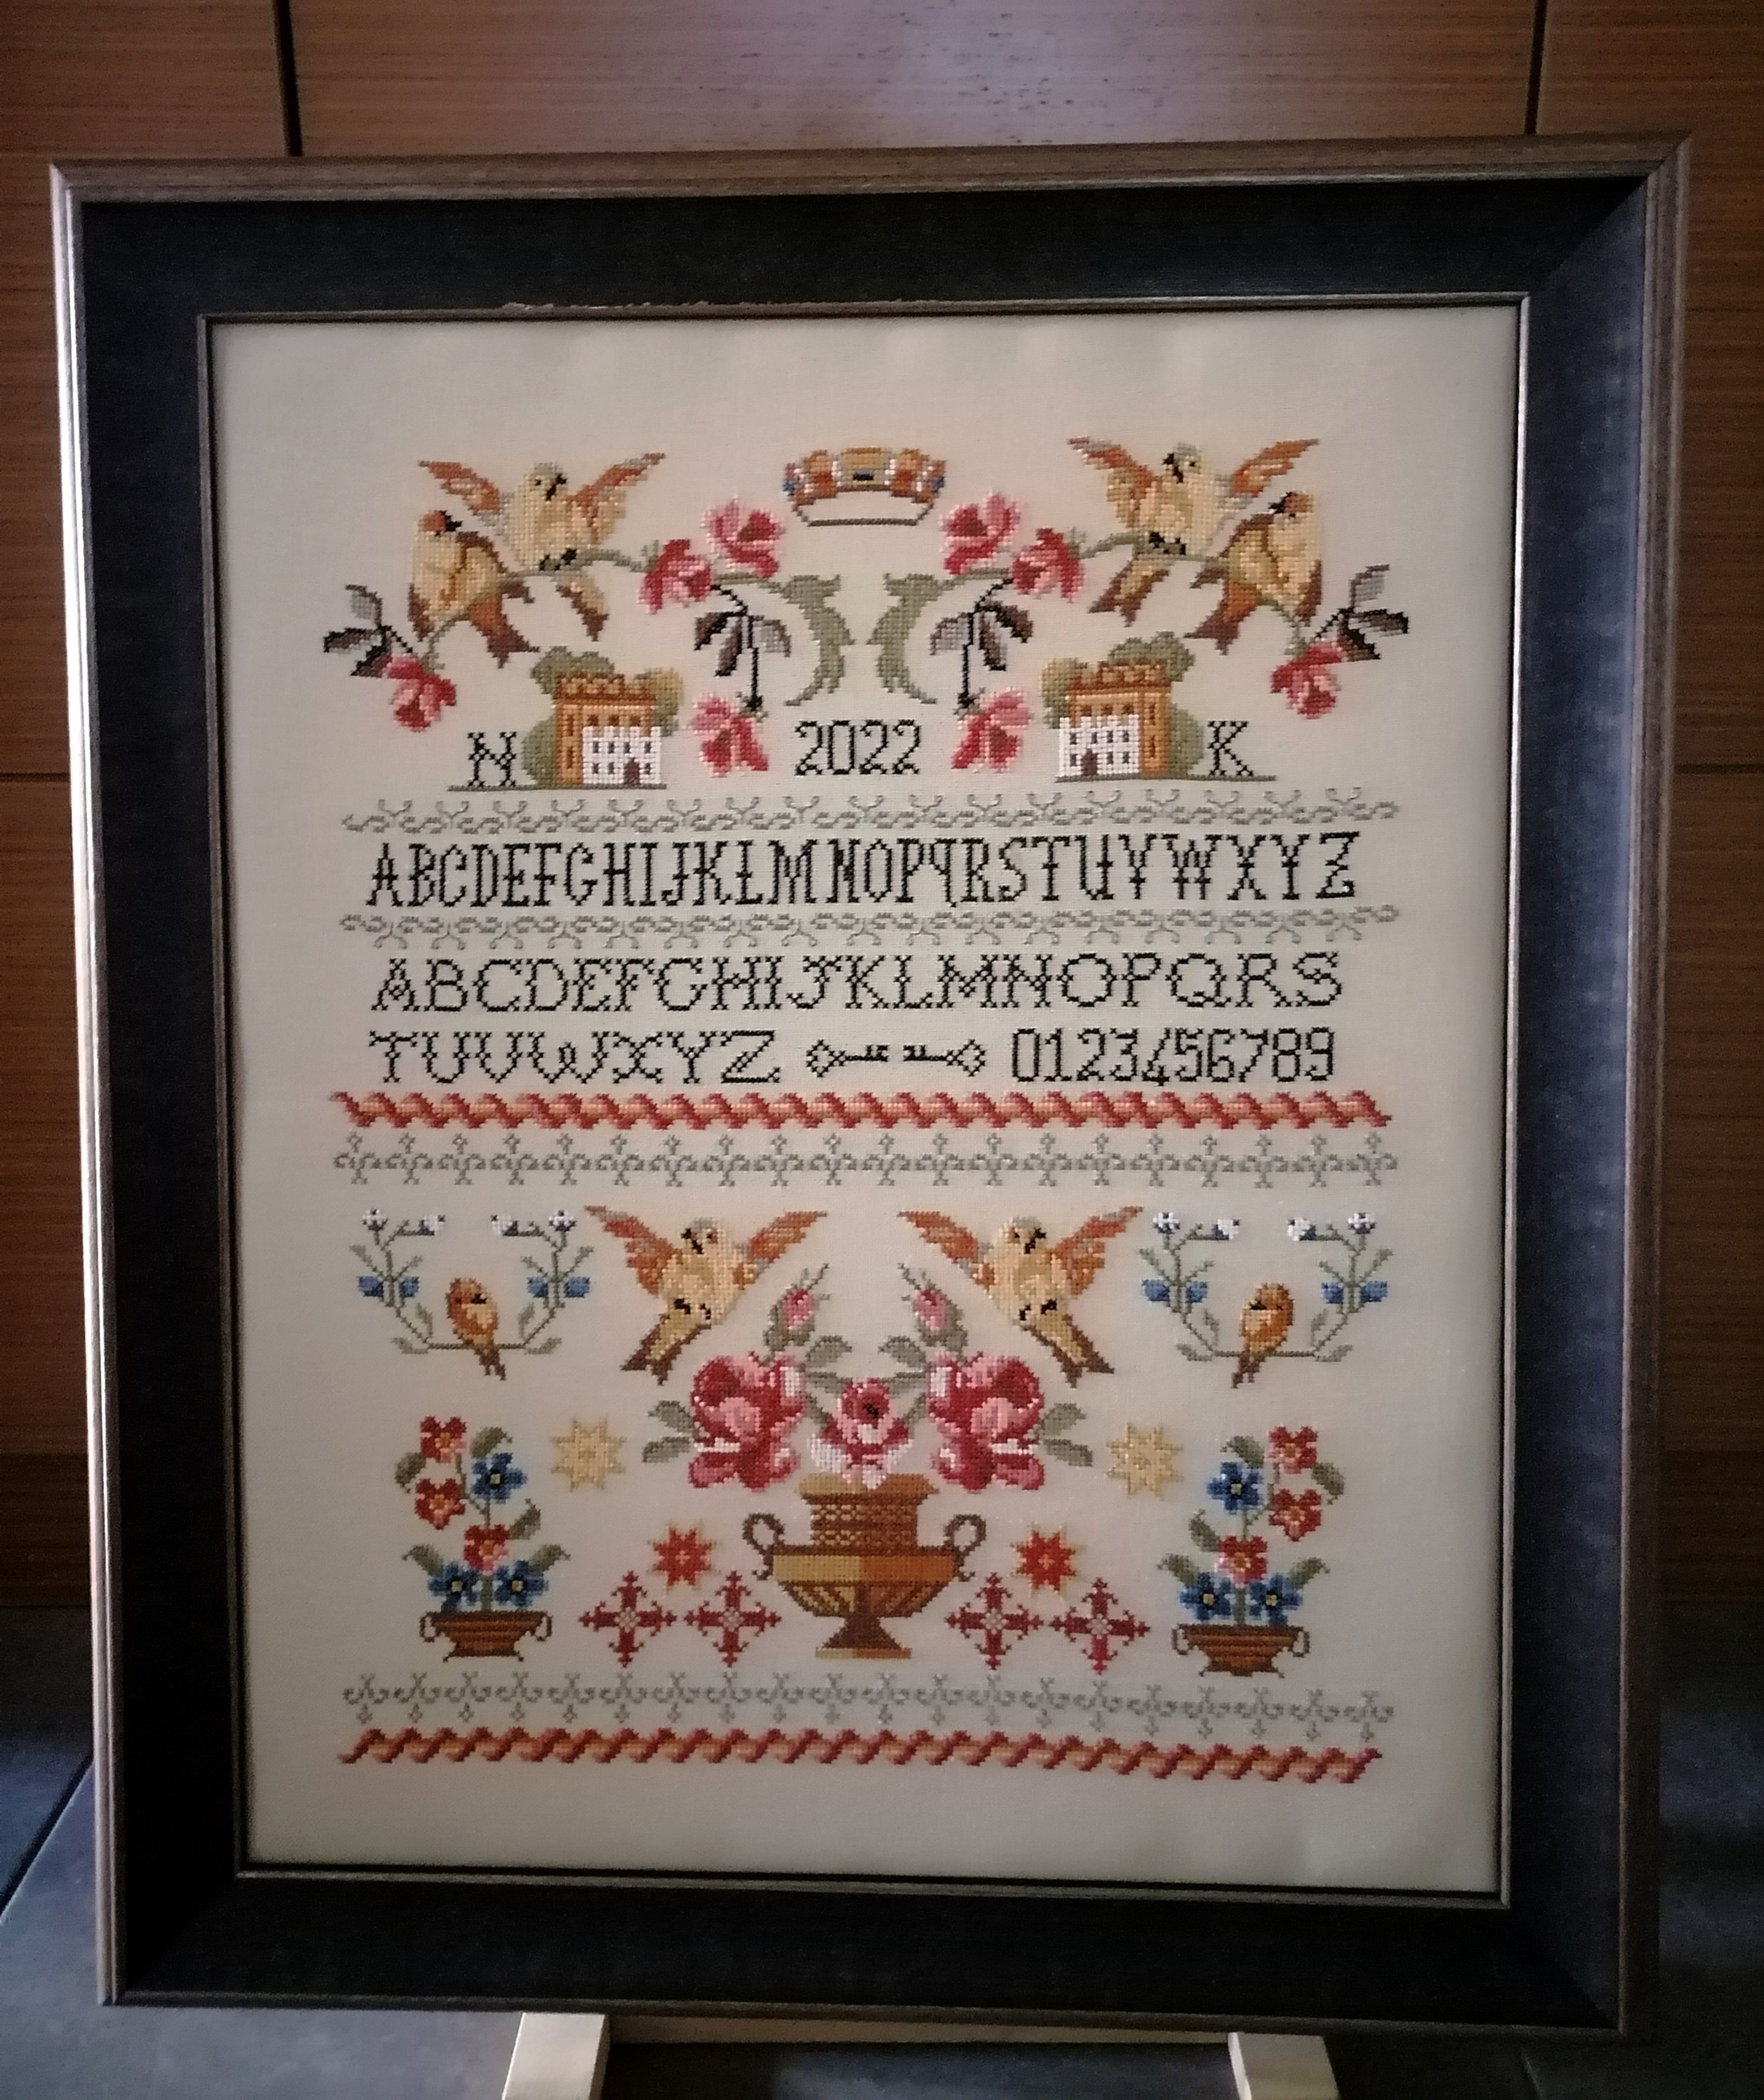 N 2022 K
ABCDEFGHIJKLMNOPQRSTUVWXYZ
ABCDEFGHIJKLMNOPQRS
TUVWXYZ 0123456789